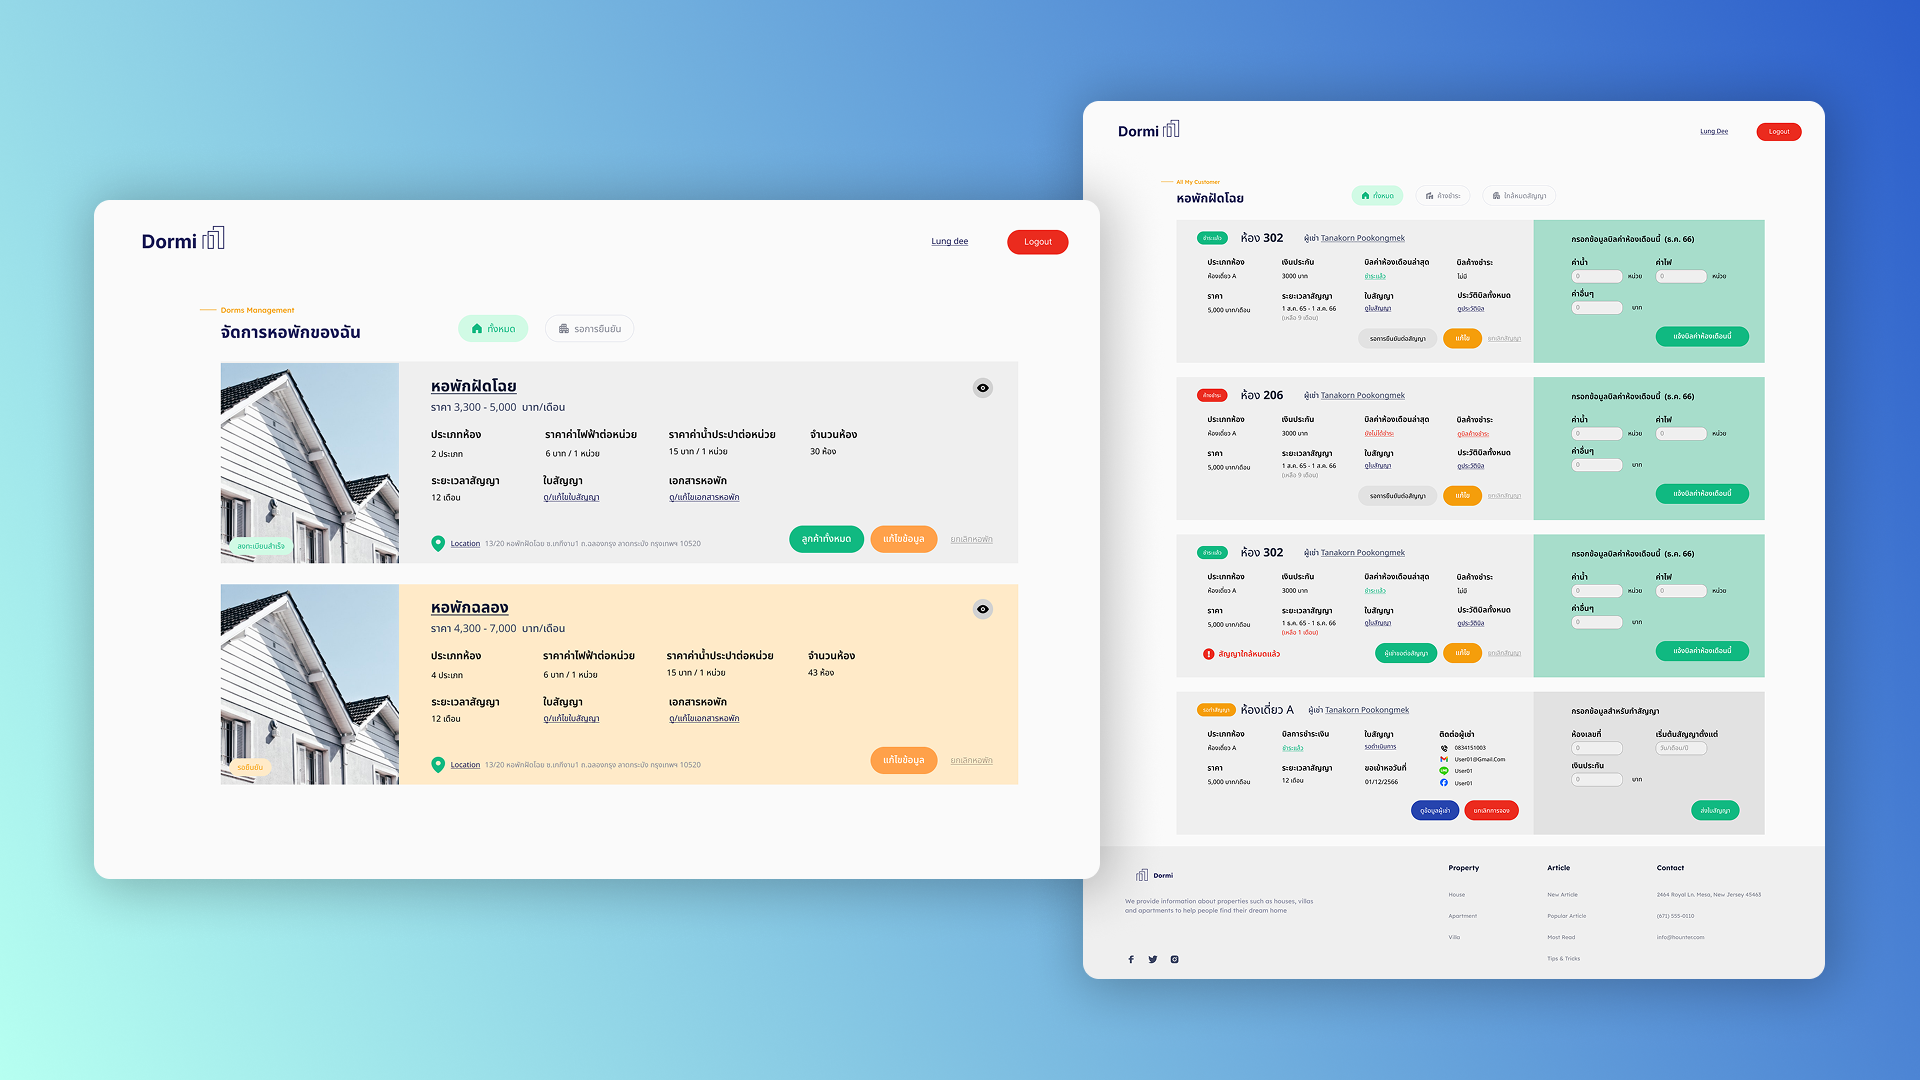 Dormi
Lung dee
Logout
Dorms Management
จัดการหอพักของฉัน
ทั้งหมด
รอการยืนยัน
หอพักฝัดโฉย
ราคา 3,300 - 5,000 บาท/เดือน
ประเภทห้อง
ราคาค่าไฟฟ้าต่อหน่วย
ราคาค่าน้ำประปาต่อหน่วย
จำนวนห้อง
2 ประเภท
6 บาท / 1 หน่วย
15 บาท / 1 หน่วย
30 ห้อง
ระยะเวลาสัญญา
ใบสัญญา
เอกสารหอพัก
12 เดือน
ดู/แก้ไขใบสัญญา
ดู/แก้ไขเอกสารหอพัก
ลงทะเบียนสำเร็จ
Location
13/20 หอพักฝัดโฉย ซ.เกกีงาม1 ถ.ฉลองกรุง ลาดกระบัง กรุงเทพฯ 10520
ลูกค้าทั้งหมด
แก้ไขข้อมูล
ยกเลิกหอพัก
หอพักฉลอง
ราคา 4,300 - 7,000 บาท/เดือน
ประเภทห้อง
ราคาค่าไฟฟ้าต่อหน่วย
ราคาค่าน้ำประปาต่อหน่วย
จำนวนห้อง
4 ประเภท
6 บาท / 1 หน่วย
15 บาท / 1 หน่วย
43 ห้อง
ระยะเวลาสัญญา
ใบสัญญา
เอกสารหอพัก
12 เดือน
ดู/แก้ไขใบสัญญา
ดู/แก้ไขเอกสารหอพัก
รอยืนยัน
Location
13/20 หอพักฝัดโฉย ซ.เกกีงาม1 ถ.ฉลองกรุง ลาดกระบัง กรุงเทพฯ 10520
แก้ไขข้อมูล
ยกเลิกหอพัก
Dormi
Lung Dee
Logout
All My Customer
หอพักฝัดโฉย
ทั้งหมด
ค้างชำระ
ใกล้หมดสัญญา
ชำระแล้ว
ห้อง 302
ผู้เช่า Tanakorn Pookongmek
ประเภทห้อง
เงินประกัน
บิลค่าห้องเดือนล่าสุด
บิลค้างชำระ
ห้องเดี่ยว A
3000 บาท
ชำระแล้ว
ไม่มี
ราคา
ระยะเวลาสัญญา
ใบสัญญา
ประวัติบิลทั้งหมด
5,000 บาท/เดือน
1 ส.ค. 65 - 1 ส.ค. 66
ดูใบสัญญา
ดูประวัติบิล
(เหลือ 9 เดือน)
รอการยืนยันต่อสัญญา
แก้ไข
ยกเลิกสัญญา
กรอกข้อมูลบิลค่าห้องเดือนนี้ (ธ.ค. 66)
ค่าน้ำ
ค่าไฟ
0 หน่วย
0 หน่วย
ค่าอื่นๆ
0 บาท
แจ้งบิลค่าห้องเดือนนี้
ค้างชำระ
ห้อง 206
ผู้เช่า Tanakorn Pookongmek
ประเภทห้อง
เงินประกัน
บิลค่าห้องเดือนล่าสุด
บิลค้างชำระ
ห้องเดี่ยว A
3000 บาท
ยังไม่ได้ชำระ
ดูบิลค้างชำระ
ราคา
ระยะเวลาสัญญา
ใบสัญญา
ประวัติบิลทั้งหมด
5,000 บาท/เดือน
1 ส.ค. 65 - 1 ส.ค. 66
ดูใบสัญญา
ดูประวัติบิล
(เหลือ 9 เดือน)
รอการยืนยันต่อสัญญา
แก้ไข
ยกเลิกสัญญา
กรอกข้อมูลบิลค่าห้องเดือนนี้ (ธ.ค. 66)
ค่าน้ำ
ค่าไฟ
0 หน่วย
0 หน่วย
ค่าอื่นๆ
0 บาท
แจ้งบิลค่าห้องเดือนนี้
ชำระแล้ว
ห้อง 302
ผู้เช่า Tanakorn Pookongmek
ประเภทห้อง
เงินประกัน
บิลค่าห้องเดือนล่าสุด
บิลค้างชำระ
ห้องเดี่ยว A
3000 บาท
ชำระแล้ว
ไม่มี
ราคา
ระยะเวลาสัญญา
ใบสัญญา
ประวัติบิลทั้งหมด
5,000 บาท/เดือน
1 ธ.ค. 65 - 1 ธ.ค. 66
ดูใบสัญญา
ดูประวัติบิล
(เหลือ 1 เดือน)
สัญญาใกล้หมดแล้ว
ผู้เช่าขอต่อสัญญา
แก้ไข
ยกเลิกสัญญา
กรอกข้อมูลบิลค่าห้องเดือนนี้ (ธ.ค. 66)
ค่าน้ำ
ค่าไฟ
0 หน่วย
0 หน่วย
ค่าอื่นๆ
0 บาท
แจ้งบิลค่าห้องเดือนนี้
รอทำสัญญา
ห้องเดี่ยว A
ผู้เช่า Tanakorn Pookongmek
ประเภทห้อง
บิลการชำระเงิน
ใบสัญญา
ติดต่อผู้เช่า
ห้องเดี่ยว A
ชำระแล้ว
รอดำเนินการ
0834151003
User01@Gmail.Com
ราคา
ระยะเวลาสัญญา
ขอเข้าหอวันที่
User01
5,000 บาท/เดือน
12 เดือน
01/12/2566
User01
ดูข้อมูลผู้เช่า
ยกเลิกการจอง
กรอกข้อมูลสำหรับทำสัญญา
ห้องเลขที่
เริ่มต้นสัญญาตั้งแต่
0
วัน/เดือน/ปี
เงินประกัน
0 บาท
ส่งใบสัญญา
Dormi
We provide information about properties such as houses, villas
and apartments to help people find their dream home
Property
House
Apartment
Villa
Article
New Article
Popular Article
Most Read
Tips & Tricks
Contact
2464 Royal Ln. Mesa, New Jersey 45463
(671) 555-0110
info@hounter.com